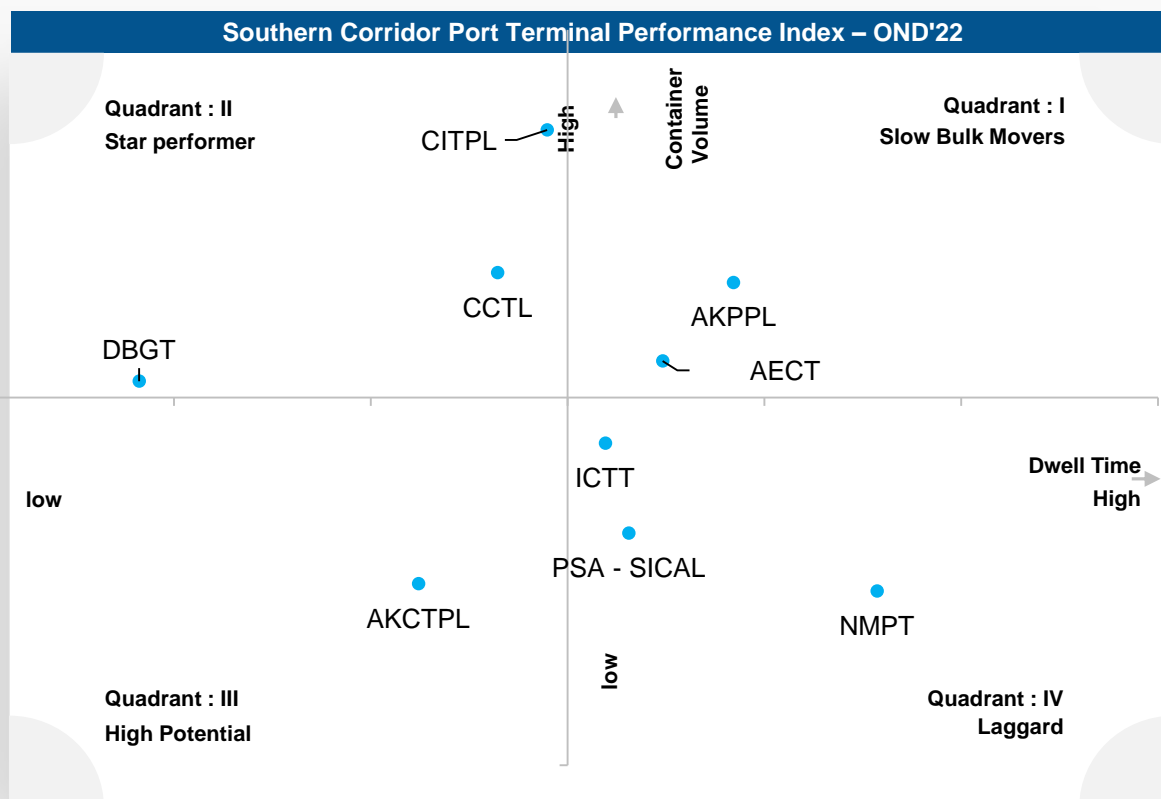 Southern Corridor Port Terminal Performance Index – OND'22
Quadrant : II
Star performer
CITPL
High
Container
Volume
Quadrant : I
Slow Bulk Movers
CCTL
AKPPL
DBGT
AECT
ICTT
Dwell Time
High
low
PSA - SICAL
AKCTPL
NMPT
low
Quadrant : III
High Potential
Quadrant : IV
Laggard